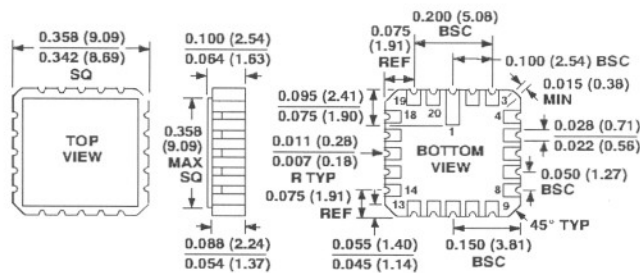 0.358 (9.09)
0.342 (8.69)
SQ
TOP
VIEW
0.100 (2.54)
0.064 (1.63)
0.358
(9.09)
MAX
SQ
0.088 (2.24)
0.054 (1.37)
0.200 (5.08)
BSC
0.075
(1.91)
REF
0.100 (2.54) BSC
0.015 (0.38)
MIN
0.095 (2.41)
0.075 (1.90)
0.011 (0.28)
0.007 (0.18)
R TYP
0.075 (1.91)
REF
19
18
20
1
3
4
BOTTOM
VIEW
14
13
8
9
0.028 (0.71)
0.022 (0.56)
0.050 (1.27)
BSC
45° TYP
0.055 (1.40)
0.045 (1.14)
0.150 (3.81)
BSC